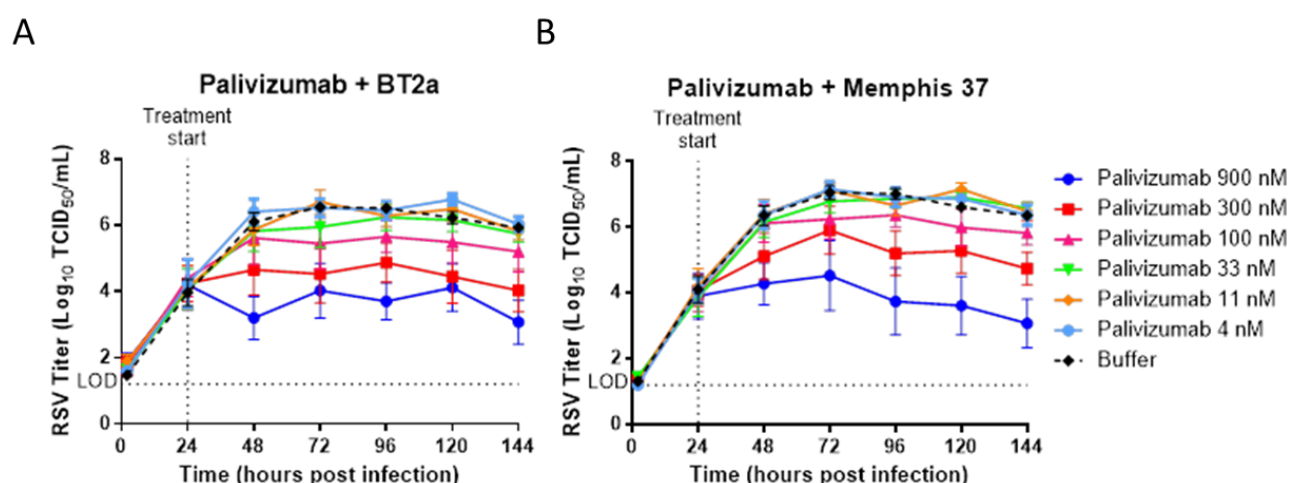 A
B
Palivizumab + BT2a
Treatment
start
RSV Titer (Log10 TCID50/mL)
8
6
4
2
LOD
0
0 24 48 72 96 120 144
Time (hours post infection)
Palivizumab + Memphis 37
Treatment
start
RSV Titer (Log10 TCID50/mL)
8
6
4
2
LOD
0
0 24 48 72 96 120 144
Time (hours post infection)
Palivizumab 900 nM
Palivizumab 300 nM
Palivizumab 100 nM
Palivizumab 33 nM
Palivizumab 11 nM
Palivizumab 4 nM
Buffer